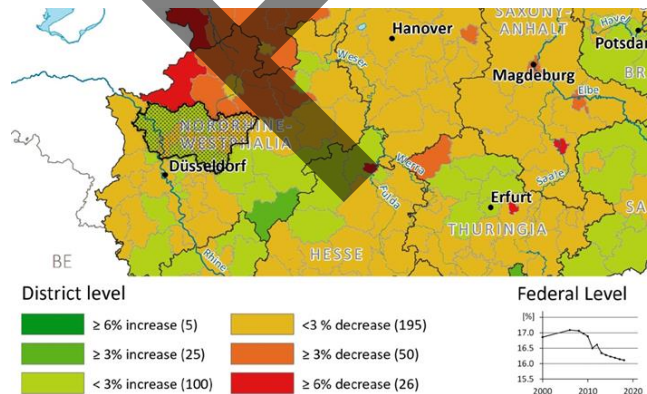 SAXONY-
ANHALT
Havel
Hanover
Potsdam
Weser
Magdeburg
BR
Elbe
NORDRHINE-
WESTPHALIA
Düsseldorf
Werra
Saale
Erfurt
Fulda
THURINGIA
SA
HESSE
BE
Rhine
District level
Federal Level
≥ 6% increase (5)
<3 % decrease (195)
≥ 3% increase (25)
≥ 3% decrease (50)
< 3% increase (100)
≥ 6% decrease (26)
[%]
17.0
16.5
16.0
15.5
2000
2010
2020